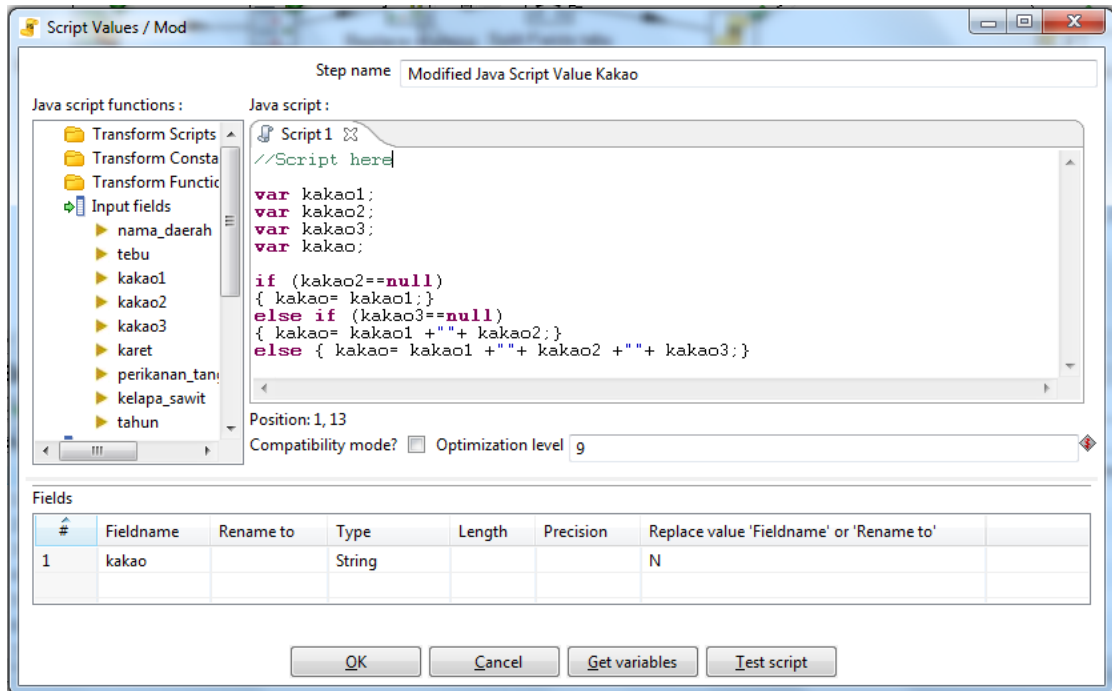 Script Values / Mod
Step name Modified Java Script Value Kakao
Java script functions : Java script :
Transform Scripts
Transform Consta
Transform Functic
Input fields
nama_daerah
tebu
kakao1
kakao2
kakao3
karet
perikanan_tan
kelapa_sawit
tahun
Script 1
//Script here
var kakao1;
var kakao2;
var kakao3;
var kakao;
if (kakao2==null)
{ kakao= kakao1;}
else if (kakao3==null)
{ kakao= kakao1 +""+ kakao2;}
else { kakao= kakao1 +""+ kakao2 +""+ kakao3;}
Position: 1, 13
Compatibility mode? Optimization level 9
Fields
# Fieldname Rename to Type Length Precision Replace value 'Fieldname' or 'Rename to'
1 kakao String N
OK Cancel Get variables Test script